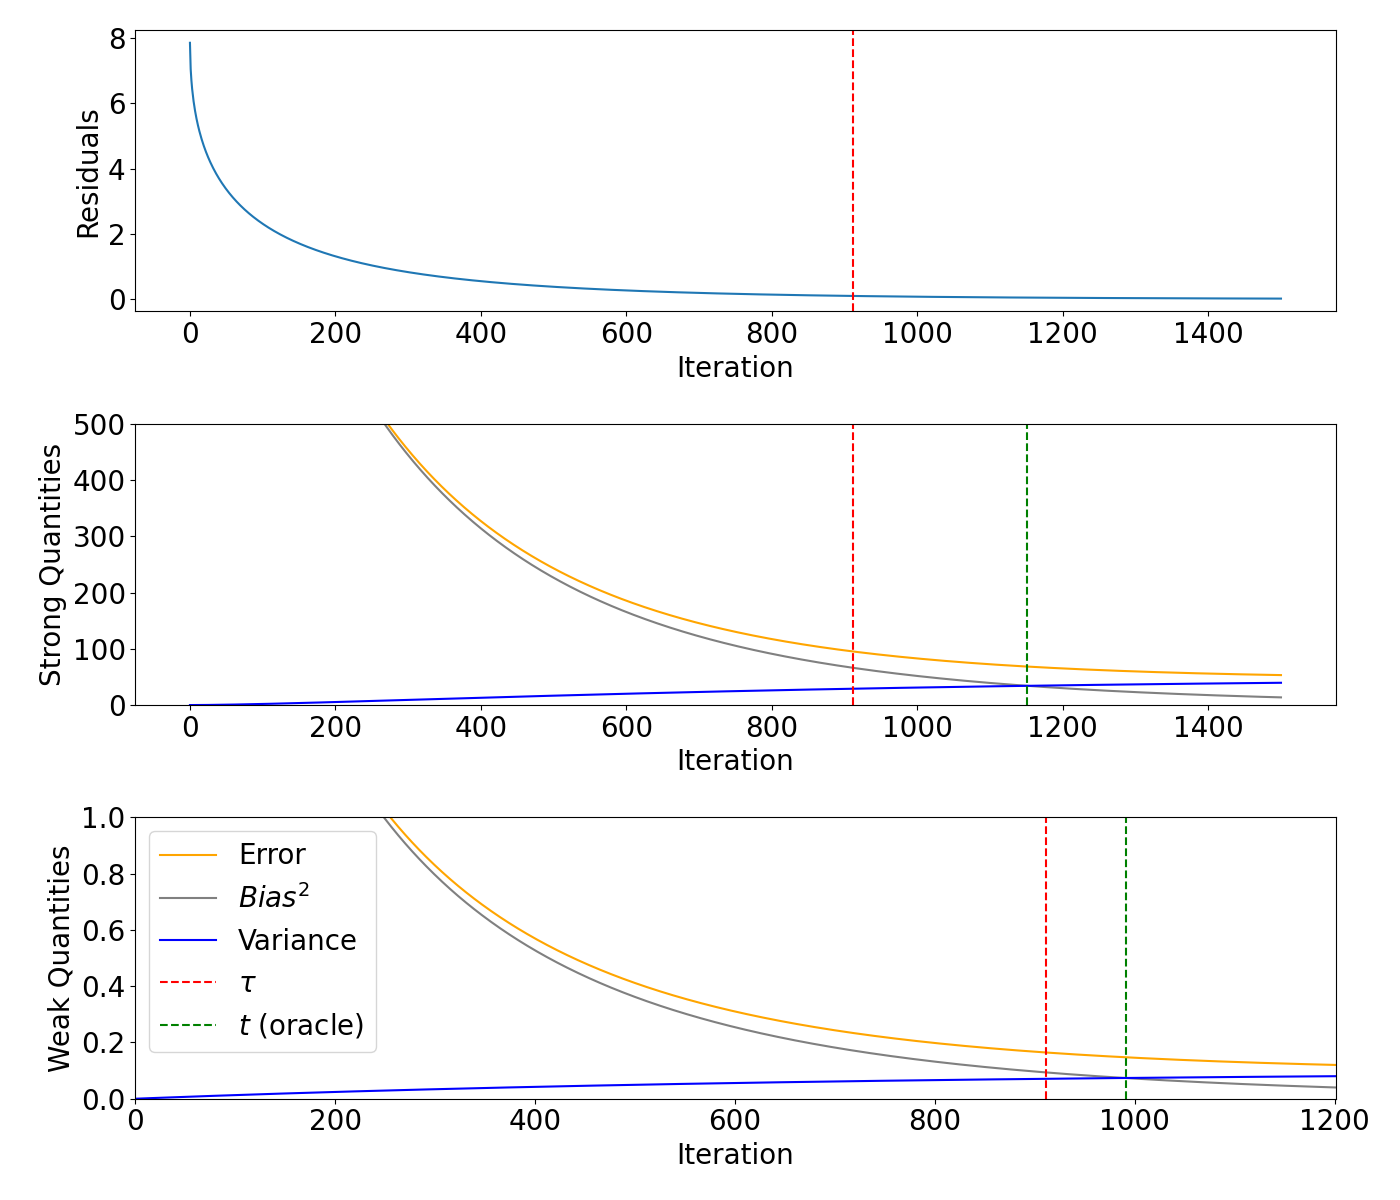 8
6
4
2
0
Residuals
0 200 400 600 800 1000 1200 1400
Iteration
500
400
300
200
100
0
Strong Quantities
0 200 400 600 800 1000 1200 1400
Iteration
1.0
0.8
0.6
0.4
0.2
0.0
Weak Quantities
Error
Bias²
Variance
τ
t (oracle)
0 200 400 600 800 1000 1200
Iteration